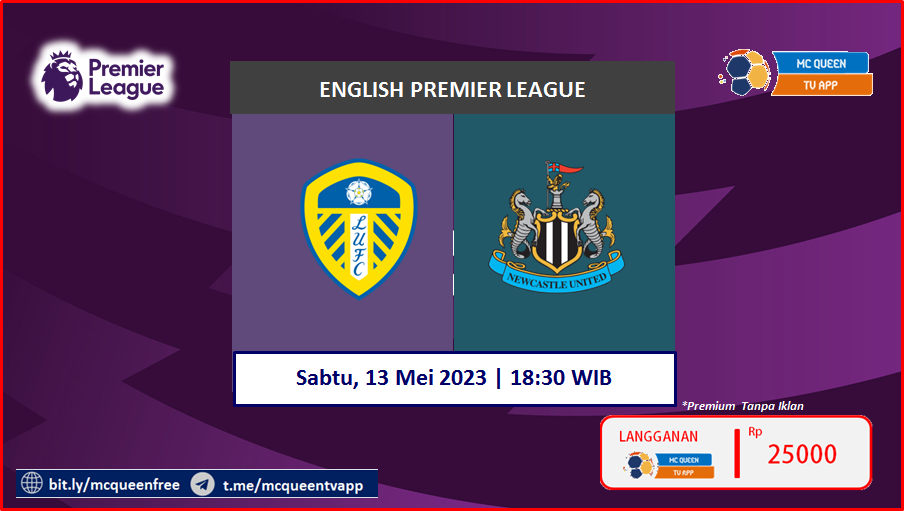 Premier
League
MC QUEEN
TV APP
ENGLISH PREMIER LEAGUE
LUFC
NEWCASTLE UNITED
Sabtu, 13 Mei 2023 | 18:30 WIB
*Premium Tanpa Iklan
LANGGANAN
MC QUEEN
TV APP
Rp
25000
bit.ly/mcqueenfree
t.me/mcqueentvapp